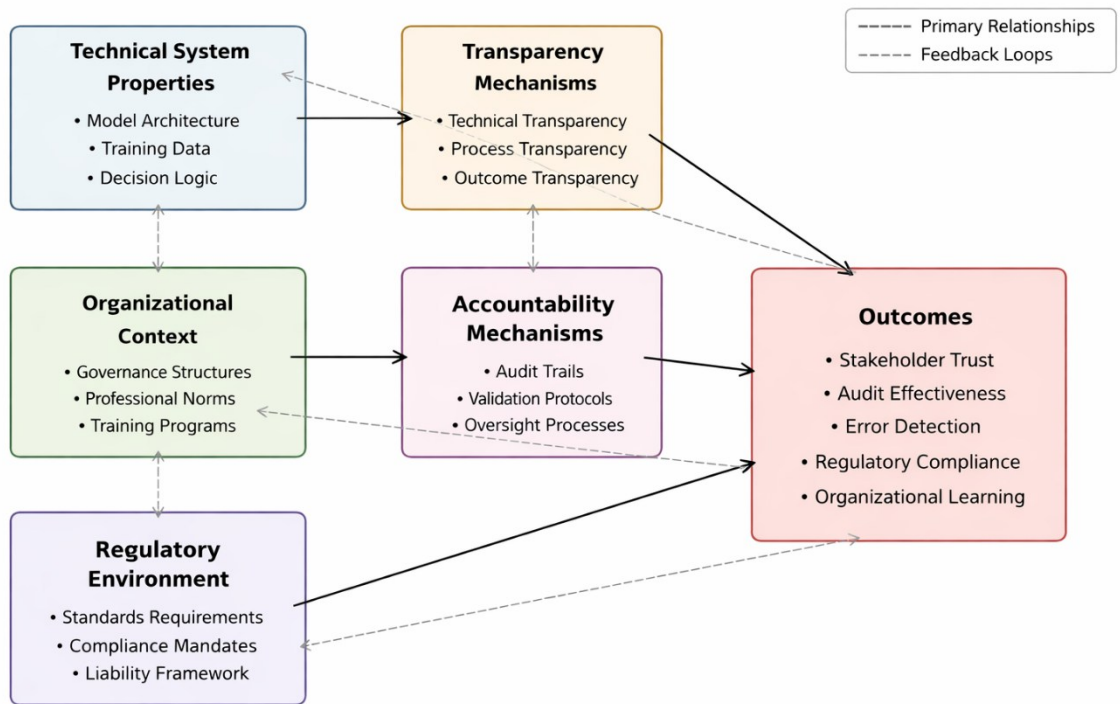 Technical System
Properties
• Model Architecture
• Training Data
• Decision Logic
Transparency
Mechanisms
• Technical Transparency
• Process Transparency
• Outcome Transparency
Primary Relationships
Feedback Loops
Organizational
Context
• Governance Structures
• Professional Norms
• Training Programs
Accountability
Mechanisms
• Audit Trails
• Validation Protocols
• Oversight Processes
Outcomes
• Stakeholder Trust
• Audit Effectiveness
• Error Detection
• Regulatory Compliance
• Organizational Learning
Regulatory
Environment
• Standards Requirements
• Compliance Mandates
• Liability Framework